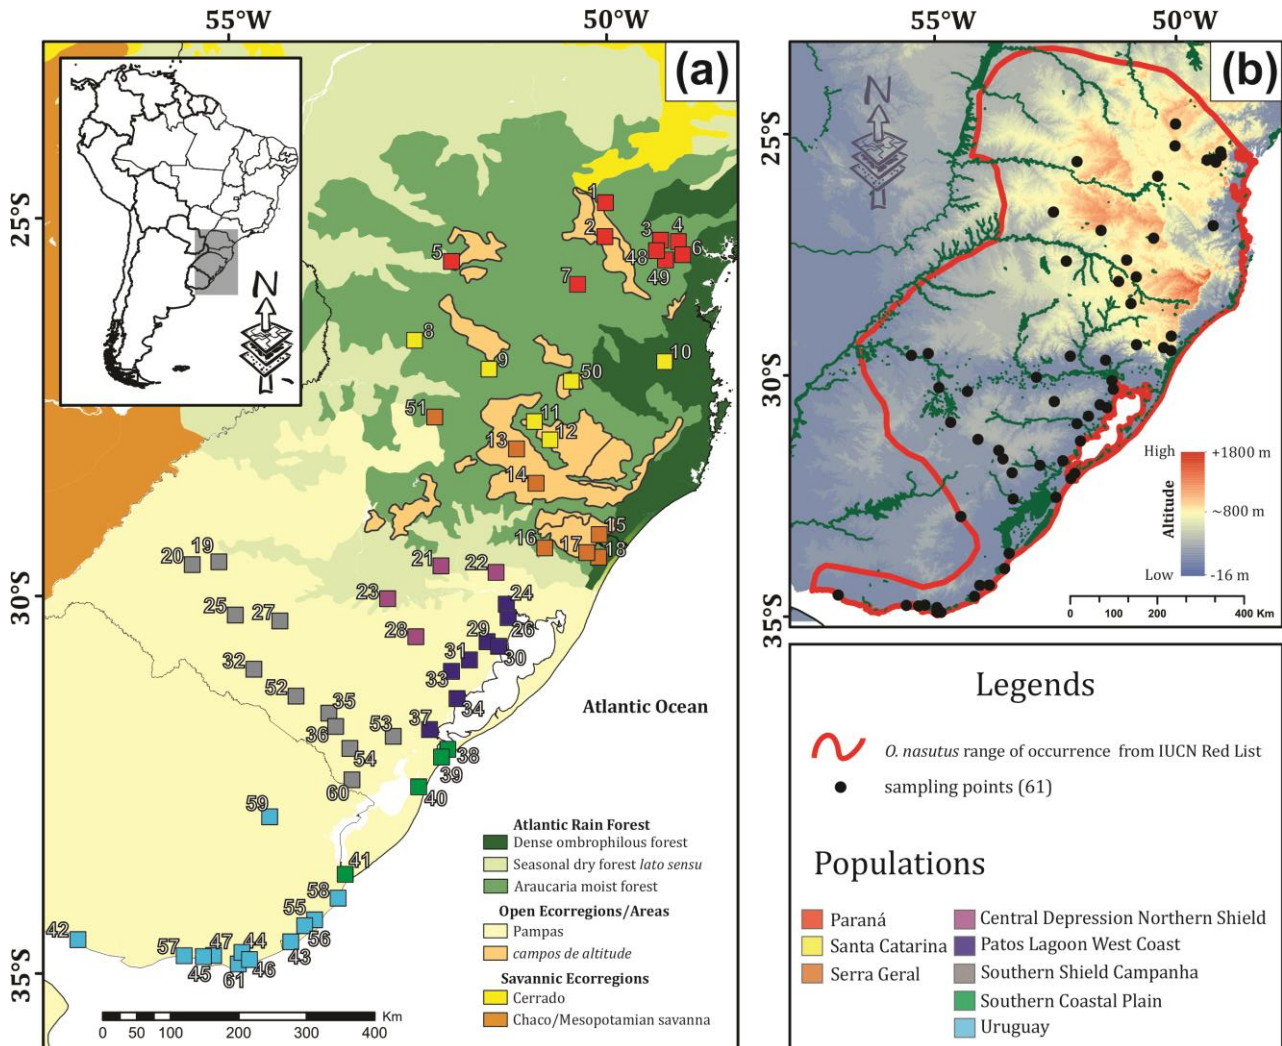 55°W
50°W
(a)
N
25°S
30°S
35°S
1
2
3
4
5
6
48
49
7
8
9
10
50
51
11
12
13
14
15
16
17
18
19
20
21
22
23
24
25
27
26
28
29
30
31
32
33
52
34
35
36
37
53
38
54
39
60
40
59
41
58
55
42
57
47
44
56
45
43
46
61
Atlantic Ocean
Atlantic Rain Forest
Dense ombrophilous forest
Seasonal dry forest lato sensu
Araucaria moist forest
Open Ecorregions/Areas
Pampas
campos de altitude
Savannic Ecorregions
Cerrado
Chaco/Mesopotamian savanna
0 50 100 200 300 400 Km
55°W
50°W
(b)
N
25°S
30°S
35°S
High
+1800 m
Altitude
~800 m
Low
-16 m
0 100 200 400 Km
Legends
O. nasutus range of occurrence from IUCN Red List
sampling points (61)
Populations
Paraná
Santa Catarina
Serra Geral
Central Depression Northern Shield
Patos Lagoon West Coast
Southern Shield Campanha
Southern Coastal Plain
Uruguay